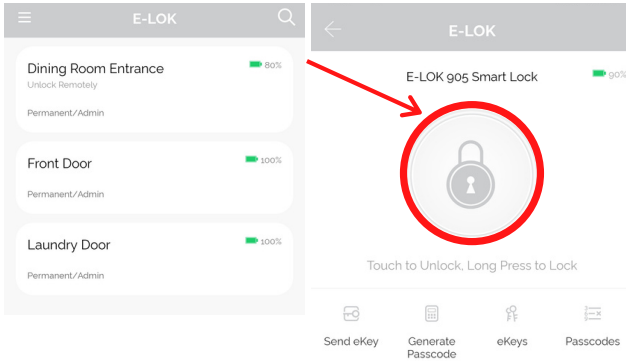 E-LOK
Dining Room Entrance
80%
Unlock Remotely
Permanent/Admin
Front Door
100%
Permanent/Admin
Laundry Door
100%
Permanent/Admin
E-LOK
E-LOK 905 Smart Lock
90%
Touch to Unlock, Long Press to Lock
Send eKey
Generate
Passcode
eKeys
Passcodes